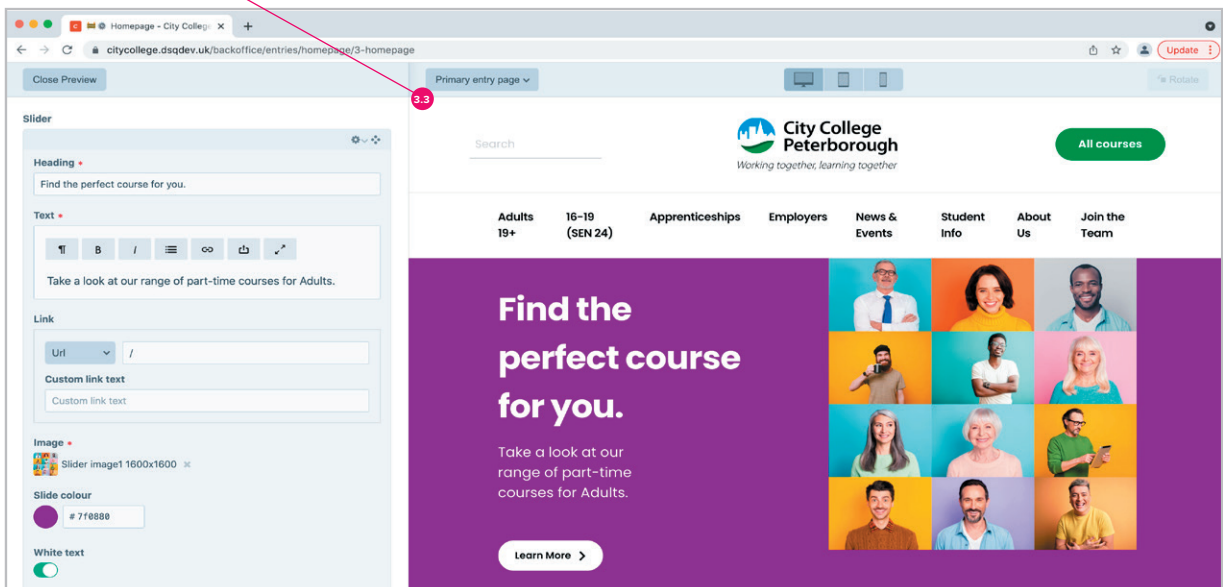 Homepage - City Colleg
citycollege.dsqdev.uk/backoffice/entries/homepage/3-homepage
Update
Close Preview
Primary entry page
Rotate
3.3
Slider
Heading
Find the perfect course for you.
Text
B
I
Take a look at our range of part-time courses for Adults.
Link
Url
/
Custom link text
Custom link text
Image
Slider image1 1600x1600
Slide colour
# 7f0880
White text
Search
City College
Peterborough
Working together, learning together
All courses
Adults
19+
16-19
(SEN 24)
Apprenticeships
Employers
News &
Events
Student
Info
About
Us
Join the
Team
Find the
perfect course
for you.
Take a look at our
range of part-time
courses for Adults.
Learn More